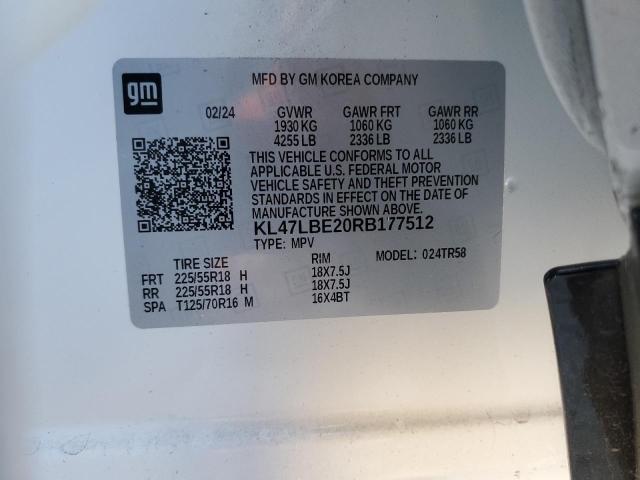 gm
MFD BY GM KOREA COMPANY
02/24 GVWR GAWR FRT GAWR RR
1930 KG 1060 KG 1060 KG
4255 LB 2336 LB 2336 LB
THIS VEHICLE CONFORMS TO ALL
APPLICABLE U.S. FEDERAL MOTOR
VEHICLE SAFETY AND THEFT PREVENTION
STANDARDS IN EFFECT ON THE DATE OF
MANUFACTURE SHOWN ABOVE.
KL47LBE20RB177512
TYPE: MPV MODEL: 024TR58
TIRE SIZE RIM
FRT 225/55R18 H 18X7.5J
RR 225/55R18 H 18X7.5J
SPA T125/70R16 M 16X4BT